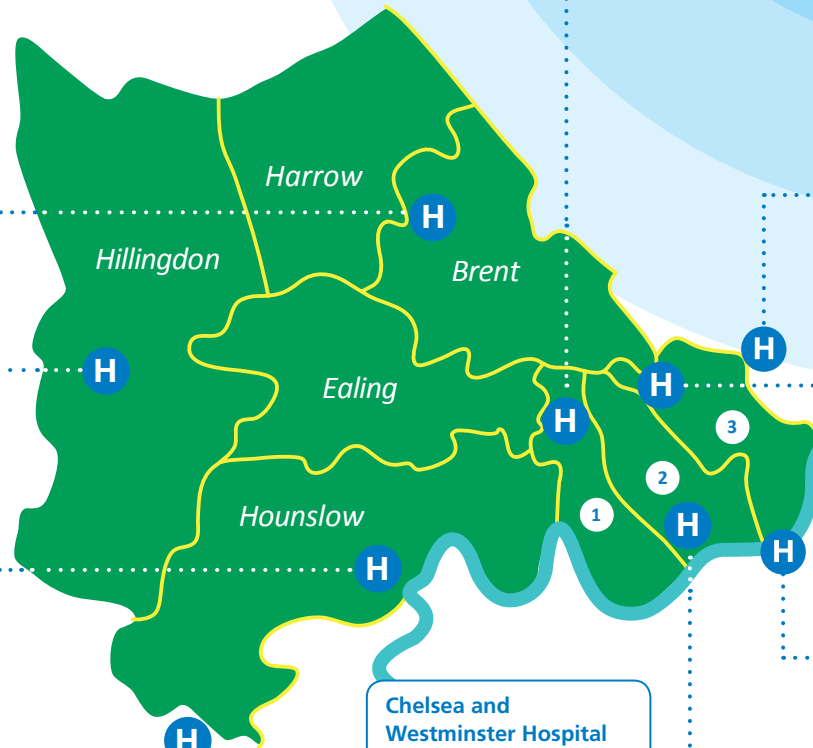 Harrow
H
Hillingdon
Brent
H
H
Ealing
H
H
3
2
1
Hounslow
H
H
H
Chelsea and
Westminster Hospital
H